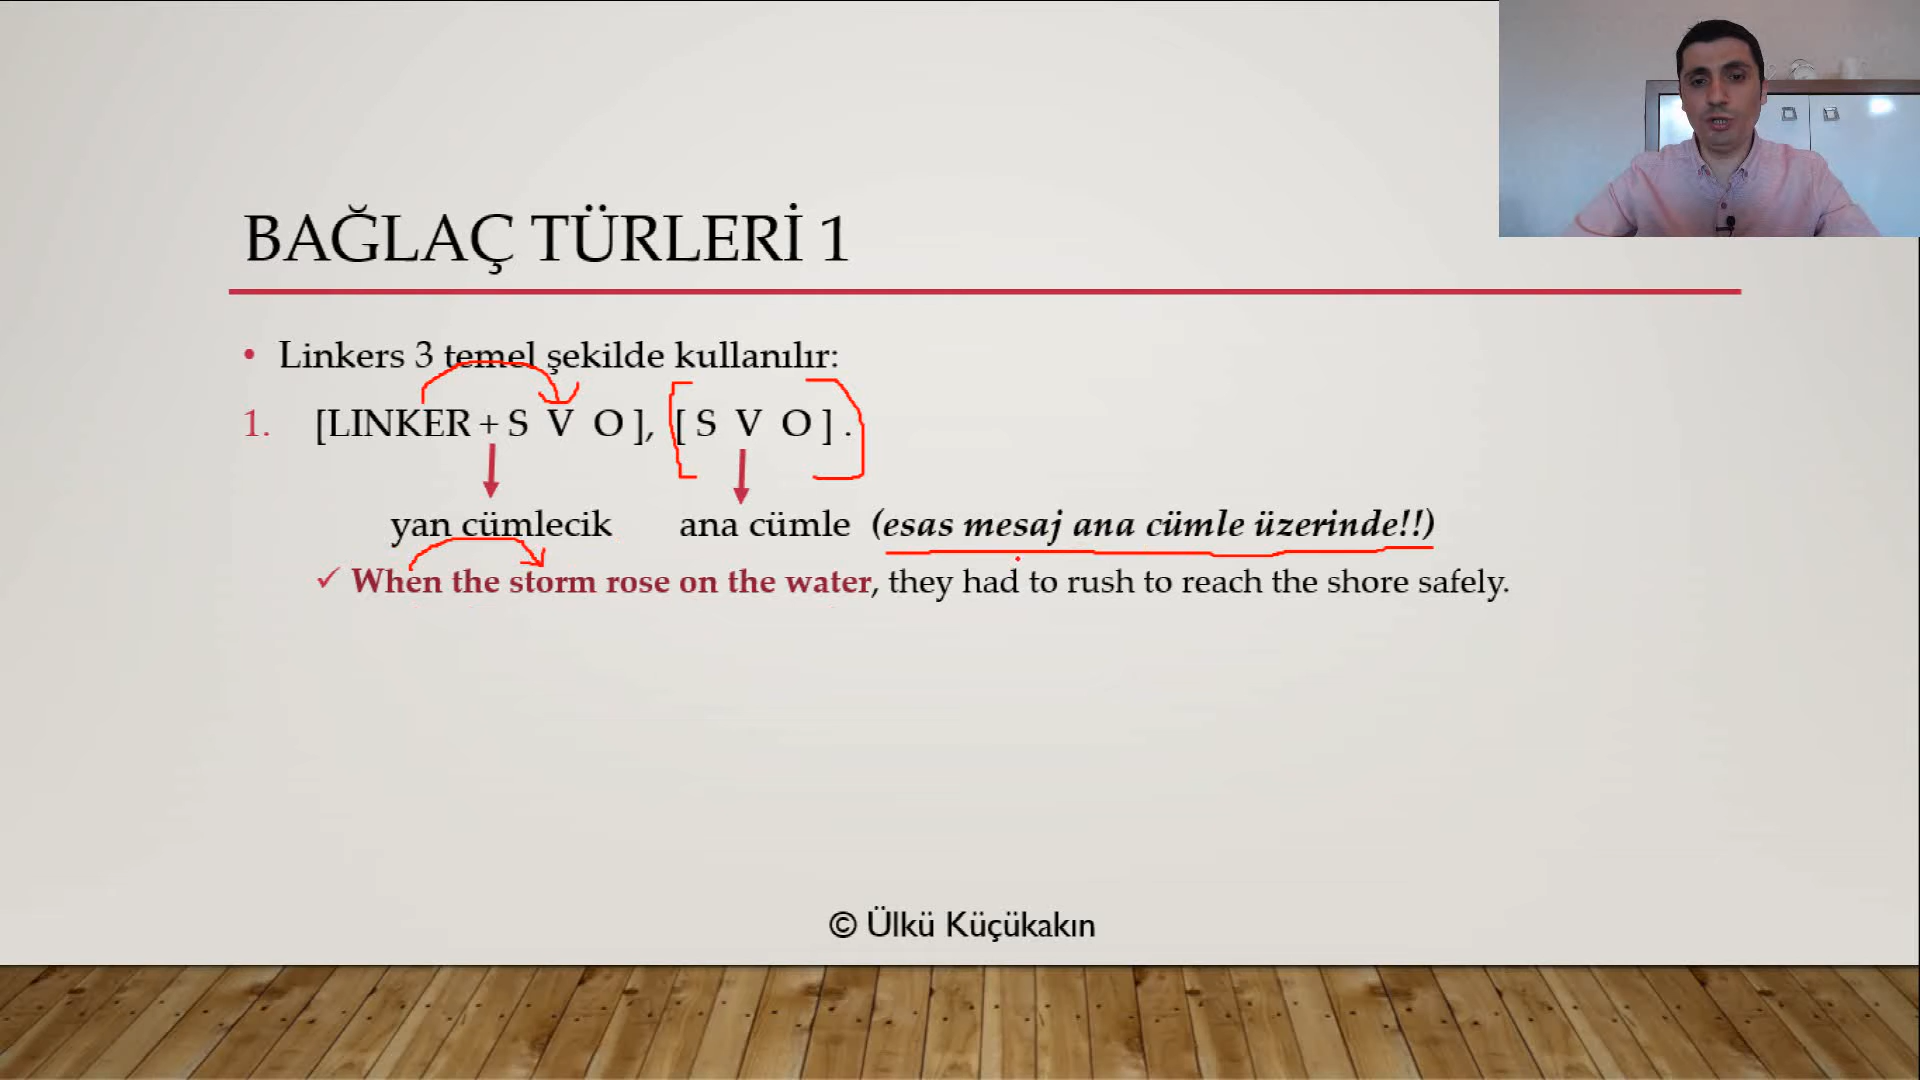 BAĞLAÇ TÜRLERİ 1
• Linkers 3 temel şekilde kullanılır:
1. [LINKER + S V O ], [ S V O ] .
yan cümlecik ana cümle (esas mesaj ana cümle üzerinde!!)
✓ When the storm rose on the water, they had to rush to reach the shore safely.
© Ülkü Küçükakın